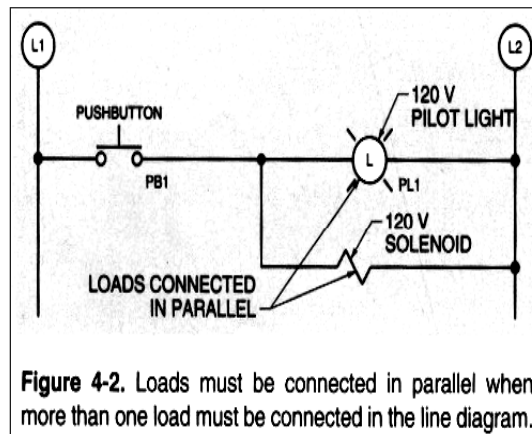 L1
L2
120 V
PILOT LIGHT
PUSHBUTTON
L
PB1
PL1
120 V
SOLENOID
LOADS CONNECTED
IN PARALLEL
Figure 4-2. Loads must be connected in parallel when
more than one load must be connected in the line diagram.